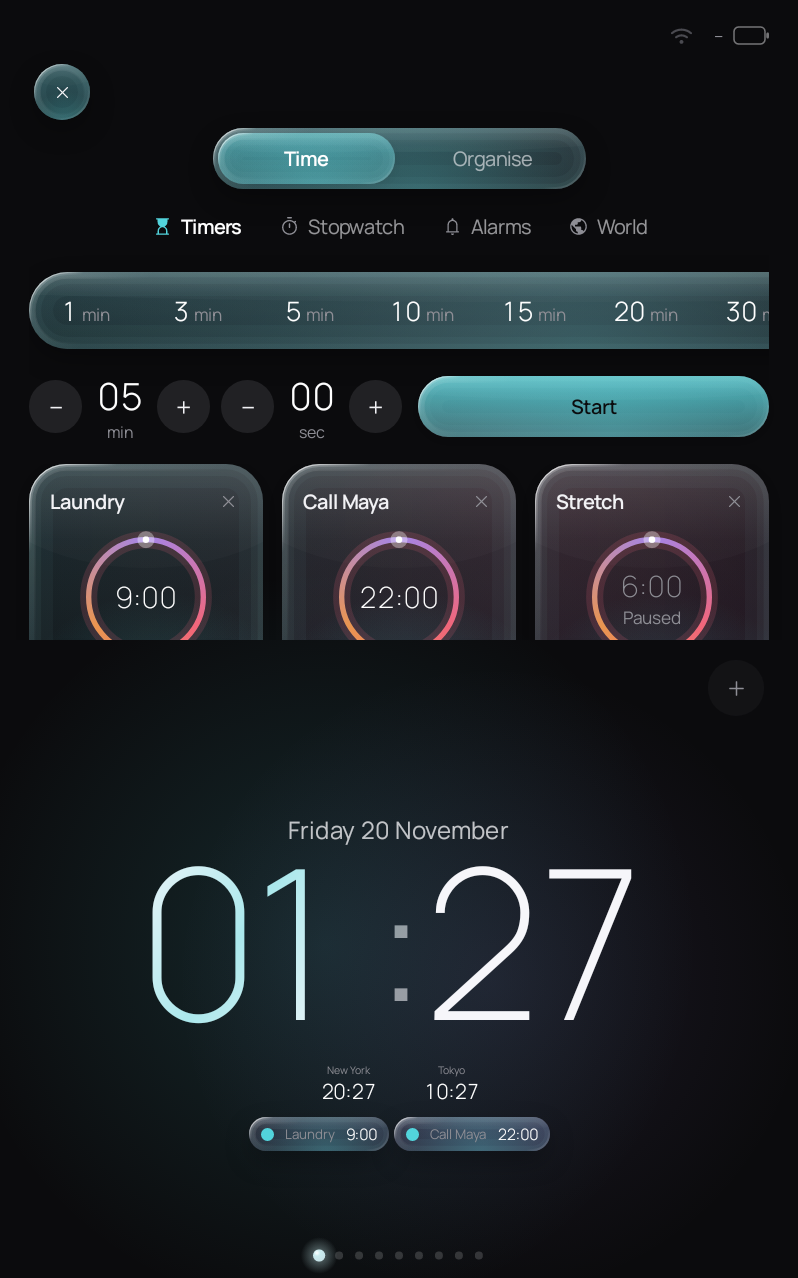 –
Time Organise
Timers Stopwatch Alarms World
1 min 3 min 5 min 10 min 15 min 20 min 30
05 00 Start
min sec
Laundry Call Maya Stretch
9:00 22:00 6:00
Paused
Friday 20 November
01:27
New York Tokyo
20:27 10:27
Laundry 9:00 Call Maya 22:00